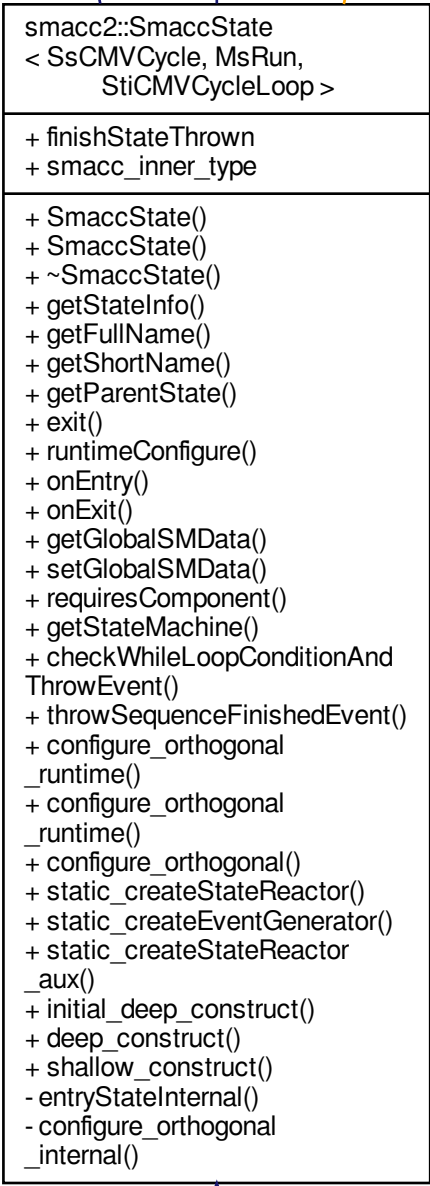 smacc2::SmaccState
< SsCMVCycle, MsRun,
StiCMVCycleLoop >
+ finishStateThrown
+ smacc_inner_type
+ SmaccState()
+ SmaccState()
+ ~SmaccState()
+ getStateInfo()
+ getFullName()
+ getShortName()
+ getParentState()
+ exit()
+ runtimeConfigure()
+ onEntry()
+ onExit()
+ getGlobalSMData()
+ setGlobalSMData()
+ requiresComponent()
+ getStateMachine()
+ checkWhileLoopConditionAnd
ThrowEvent()
+ throwSequenceFinishedEvent()
+ configure_orthogonal
_runtime()
+ configure_orthogonal
_runtime()
+ configure_orthogonal()
+ static_createStateReactor()
+ static_createEventGenerator()
+ static_createStateReactor
_aux()
+ initial_deep_construct()
+ deep_construct()
+ shallow_construct()
- entryStateInternal()
- configure_orthogonal
_internal()